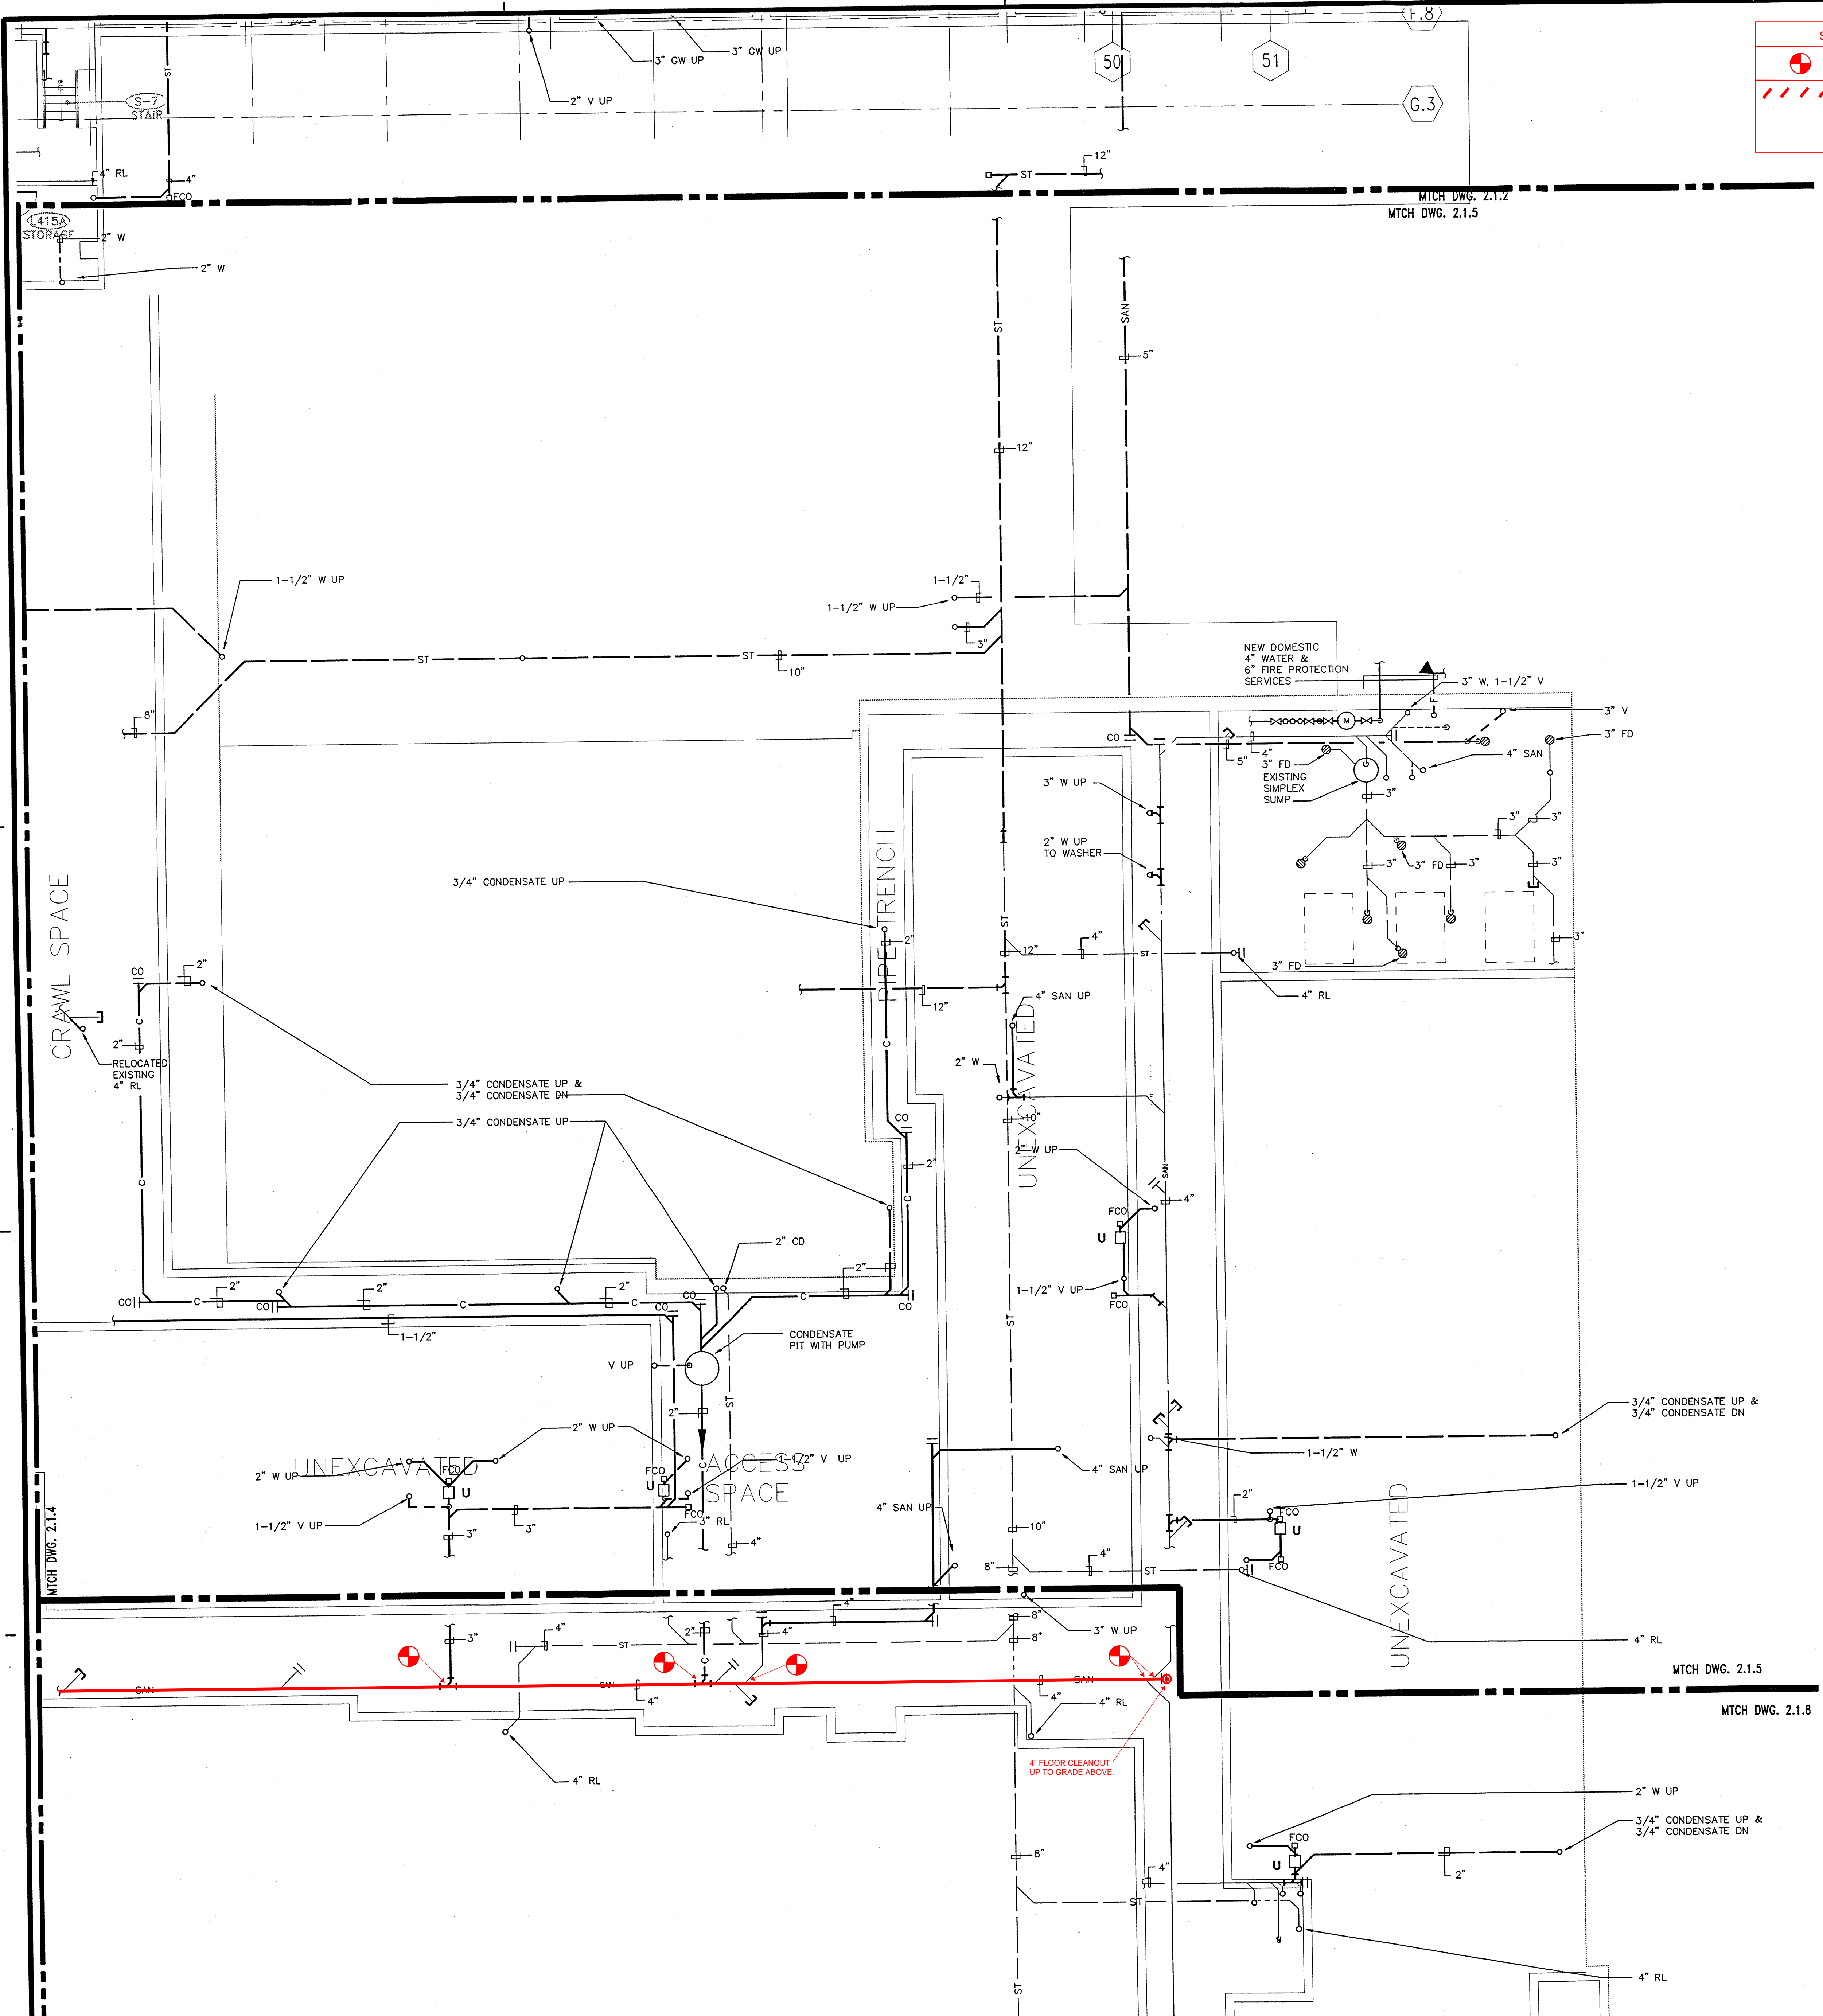 F.8
S
3" GW UP
3" GW UP
50
51
2" V UP
G.3
S-7
STAIR
ST
12"
ST
4" RL
4"
FCO
MTCH DWG. 2.1.2
MTCH DWG. 2.1.5
L415A
STORAGE
2" W
2" W
ST
SAN
5"
12"
1-1/2" W UP
1-1/2"
1-1/2" W UP
3"
ST
ST
10"
NEW DOMESTIC
4" WATER &
6" FIRE PROTECTION
SERVICES
3" W, 1-1/2" V
F
3" V
8"
M
CO
4"
5"
3" FD
3" FD
4" SAN
EXISTING
SIMPLEX
SUMP
3"
3" W UP
3"
3"
2" W UP
TO WASHER
3"
3" FD
3"
3"
3/4" CONDENSATE UP
PIPE TRENCH
CRAWL SPACE
ST
2"
12"
4"
ST
3"
3" FD
CO
2"
4" RL
12"
4" SAN UP
C
C
2"
RELOCATED
EXISTING
4" RL
2" W
UNEXCAVATED
3/4" CONDENSATE UP &
3/4" CONDENSATE DN
3/4" CONDENSATE UP
CO
10"
2" W UP
2"
C
C
SAN
4"
FCO
U
2" CD
2"
1-1/2" V UP
FCO
2"
2"
2"
CO
C
CO
C
C
CO
CO
C
CO
1-1/2"
ST
CONDENSATE
PIT WITH PUMP
V UP
ST
2"
3/4" CONDENSATE UP &
3/4" CONDENSATE DN
2" W UP
1-1/2" W
UNEXCAVATED
ACCESS
SPACE
1-1/2" V UP
2" W UP
FCO
U
FCO
U
C
4" SAN UP
1-1/2" V UP
2"
FCO
U
FCO
UNEXCAVATED
4" SAN UP
1-1/2" V UP
3"
3"
FCO
3" RL
4"
10"
8"
4"
ST
MTCH DWG. 2.1.4
4"
8"
3" W UP
3"
4"
ST
2"
C
4"
8"
4" RL
MTCH DWG. 2.1.5
SAN
SAN
4"
4"
SAN
4" RL
MTCH DWG. 2.1.8
4" FLOOR CLEANOUT
UP TO GRADE ABOVE.
4" RL
2" W UP
3/4" CONDENSATE UP &
3/4" CONDENSATE DN
FCO
U
8"
4"
2"
ST
4" RL
ST